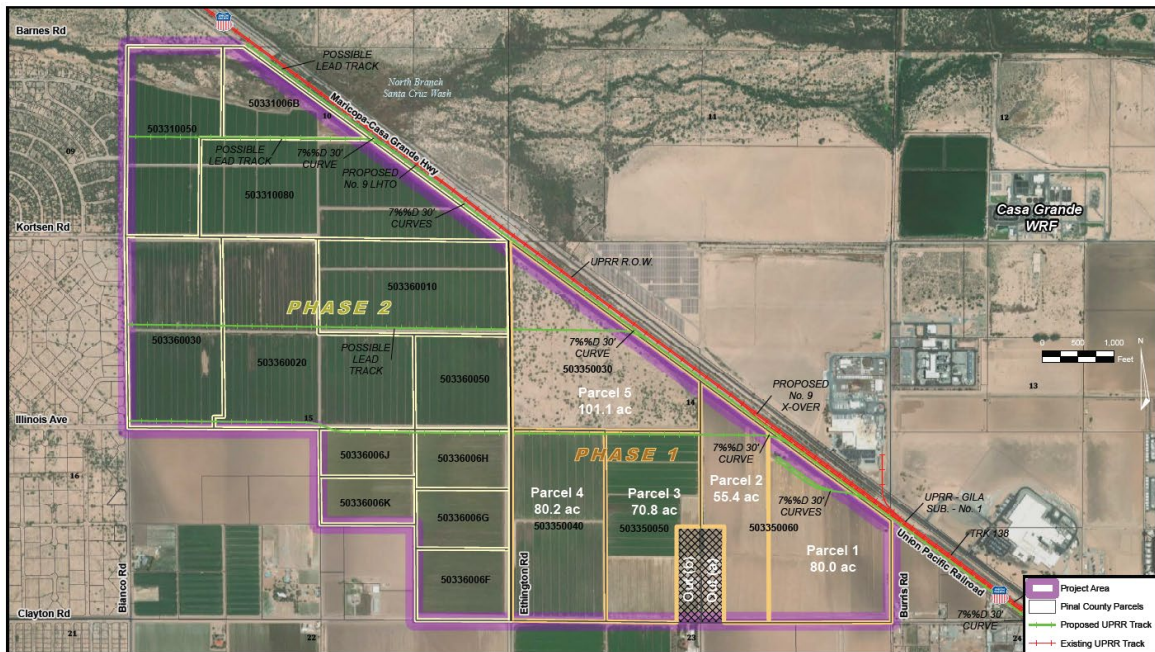 Barnes Rd
POSSIBLE
LEAD TRACK
North Branch
Santa Cruz Wash
Maricopa-Casa Grande Hwy
50331006B
10
11
12
503310050
09
POSSIBLE
LEAD TRACK
7%%D 30'
CURVE
PROPOSED
No. 9 LHTO
503310080
7%%D 30'
CURVES
Kortsen Rd
Casa Grande
WRF
UPRR R.O.W.
503360010
PHASE 2
503360030
503360020
POSSIBLE
LEAD
TRACK
503360050
7%%D 30'
CURVE
503350030
Parcel 5
101.1 ac
14
13
PROPOSED
No. 9
X-OVER
0 500 1,000
Feet
N
Illinois Ave
15
16
50336006J
50336006H
PHASE 1
7%%D 30'
CURVE
Parcel 2
55.4 ac
50336006K
50336006G
Parcel 4
80.2 ac
503350040
Parcel 3
70.8 ac
503350050
503350060
7%%D 30'
CURVES
UPRR - GILA
SUB. - No. 1
TRK 138
Parcel 1
80.0 ac
Union Pacific Railroad
50336006F
Bianco Rd
Ethington Rd
Burris Rd
Clayton Rd
21
22
23
24
7%%D 30'
CURVE
Project Area
Pinal County Parcels
Proposed UPRR Track
Existing UPRR Track